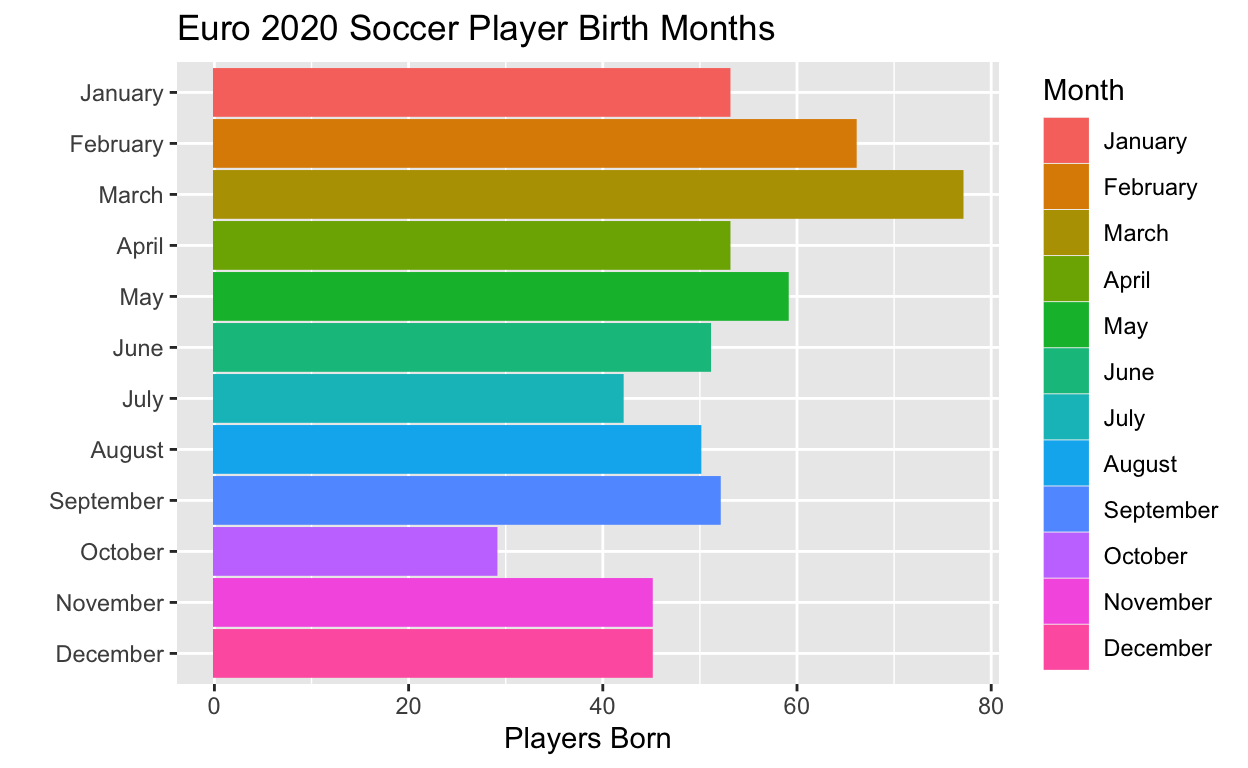 Euro 2020 Soccer Player Birth Months
January
February
March
April
May
June
July
August
September
October
November
December
0 20 40 60 80
Players Born
Month
January
February
March
April
May
June
July
August
September
October
November
December